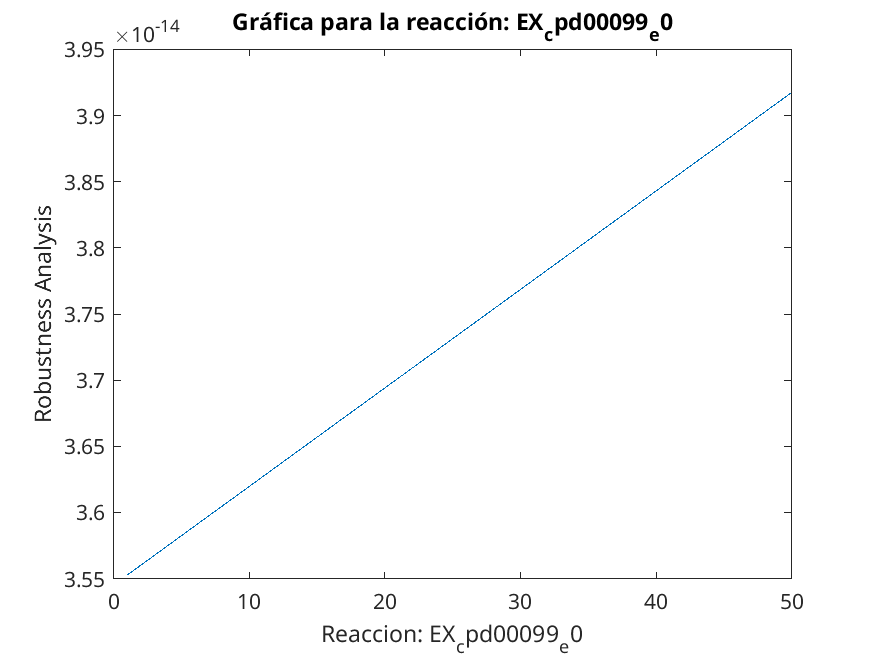 Gráfica para la reacción: EX_cpd00099_e0
×10^-14
3.95
3.9
3.85
3.8
3.75
3.7
3.65
3.6
3.55
Robustness Analysis
0 10 20 30 40 50
Reaccion: EX_cpd00099_e0